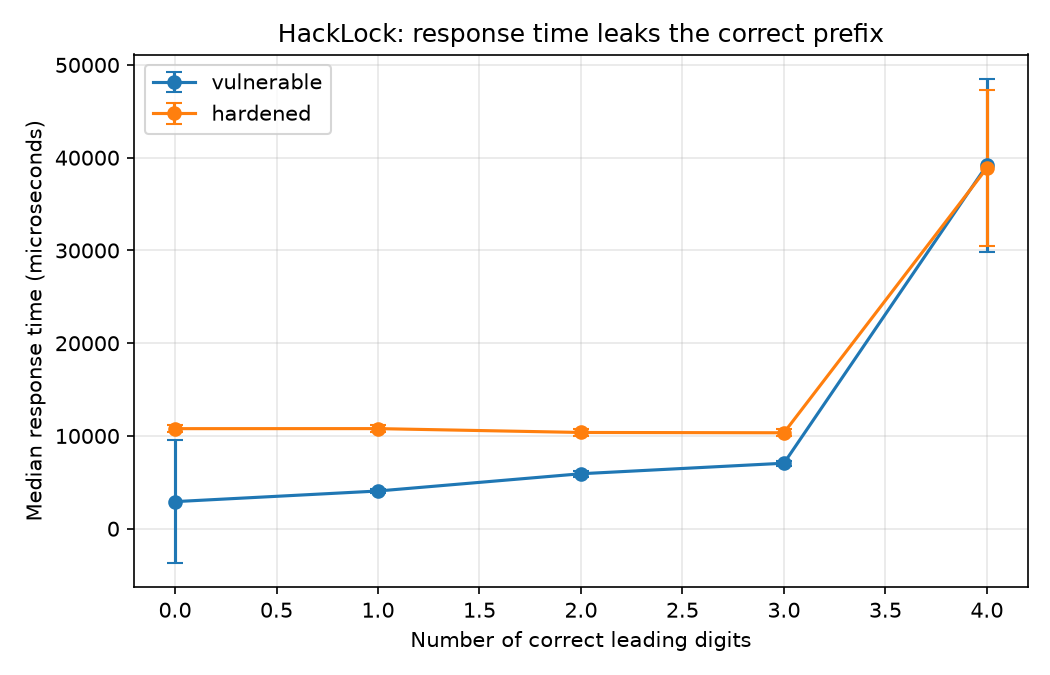 HackLock: response time leaks the correct prefix
vulnerable
hardened
Median response time (microseconds)
50000
40000
30000
20000
10000
0
0.0 0.5 1.0 1.5 2.0 2.5 3.0 3.5 4.0
Number of correct leading digits